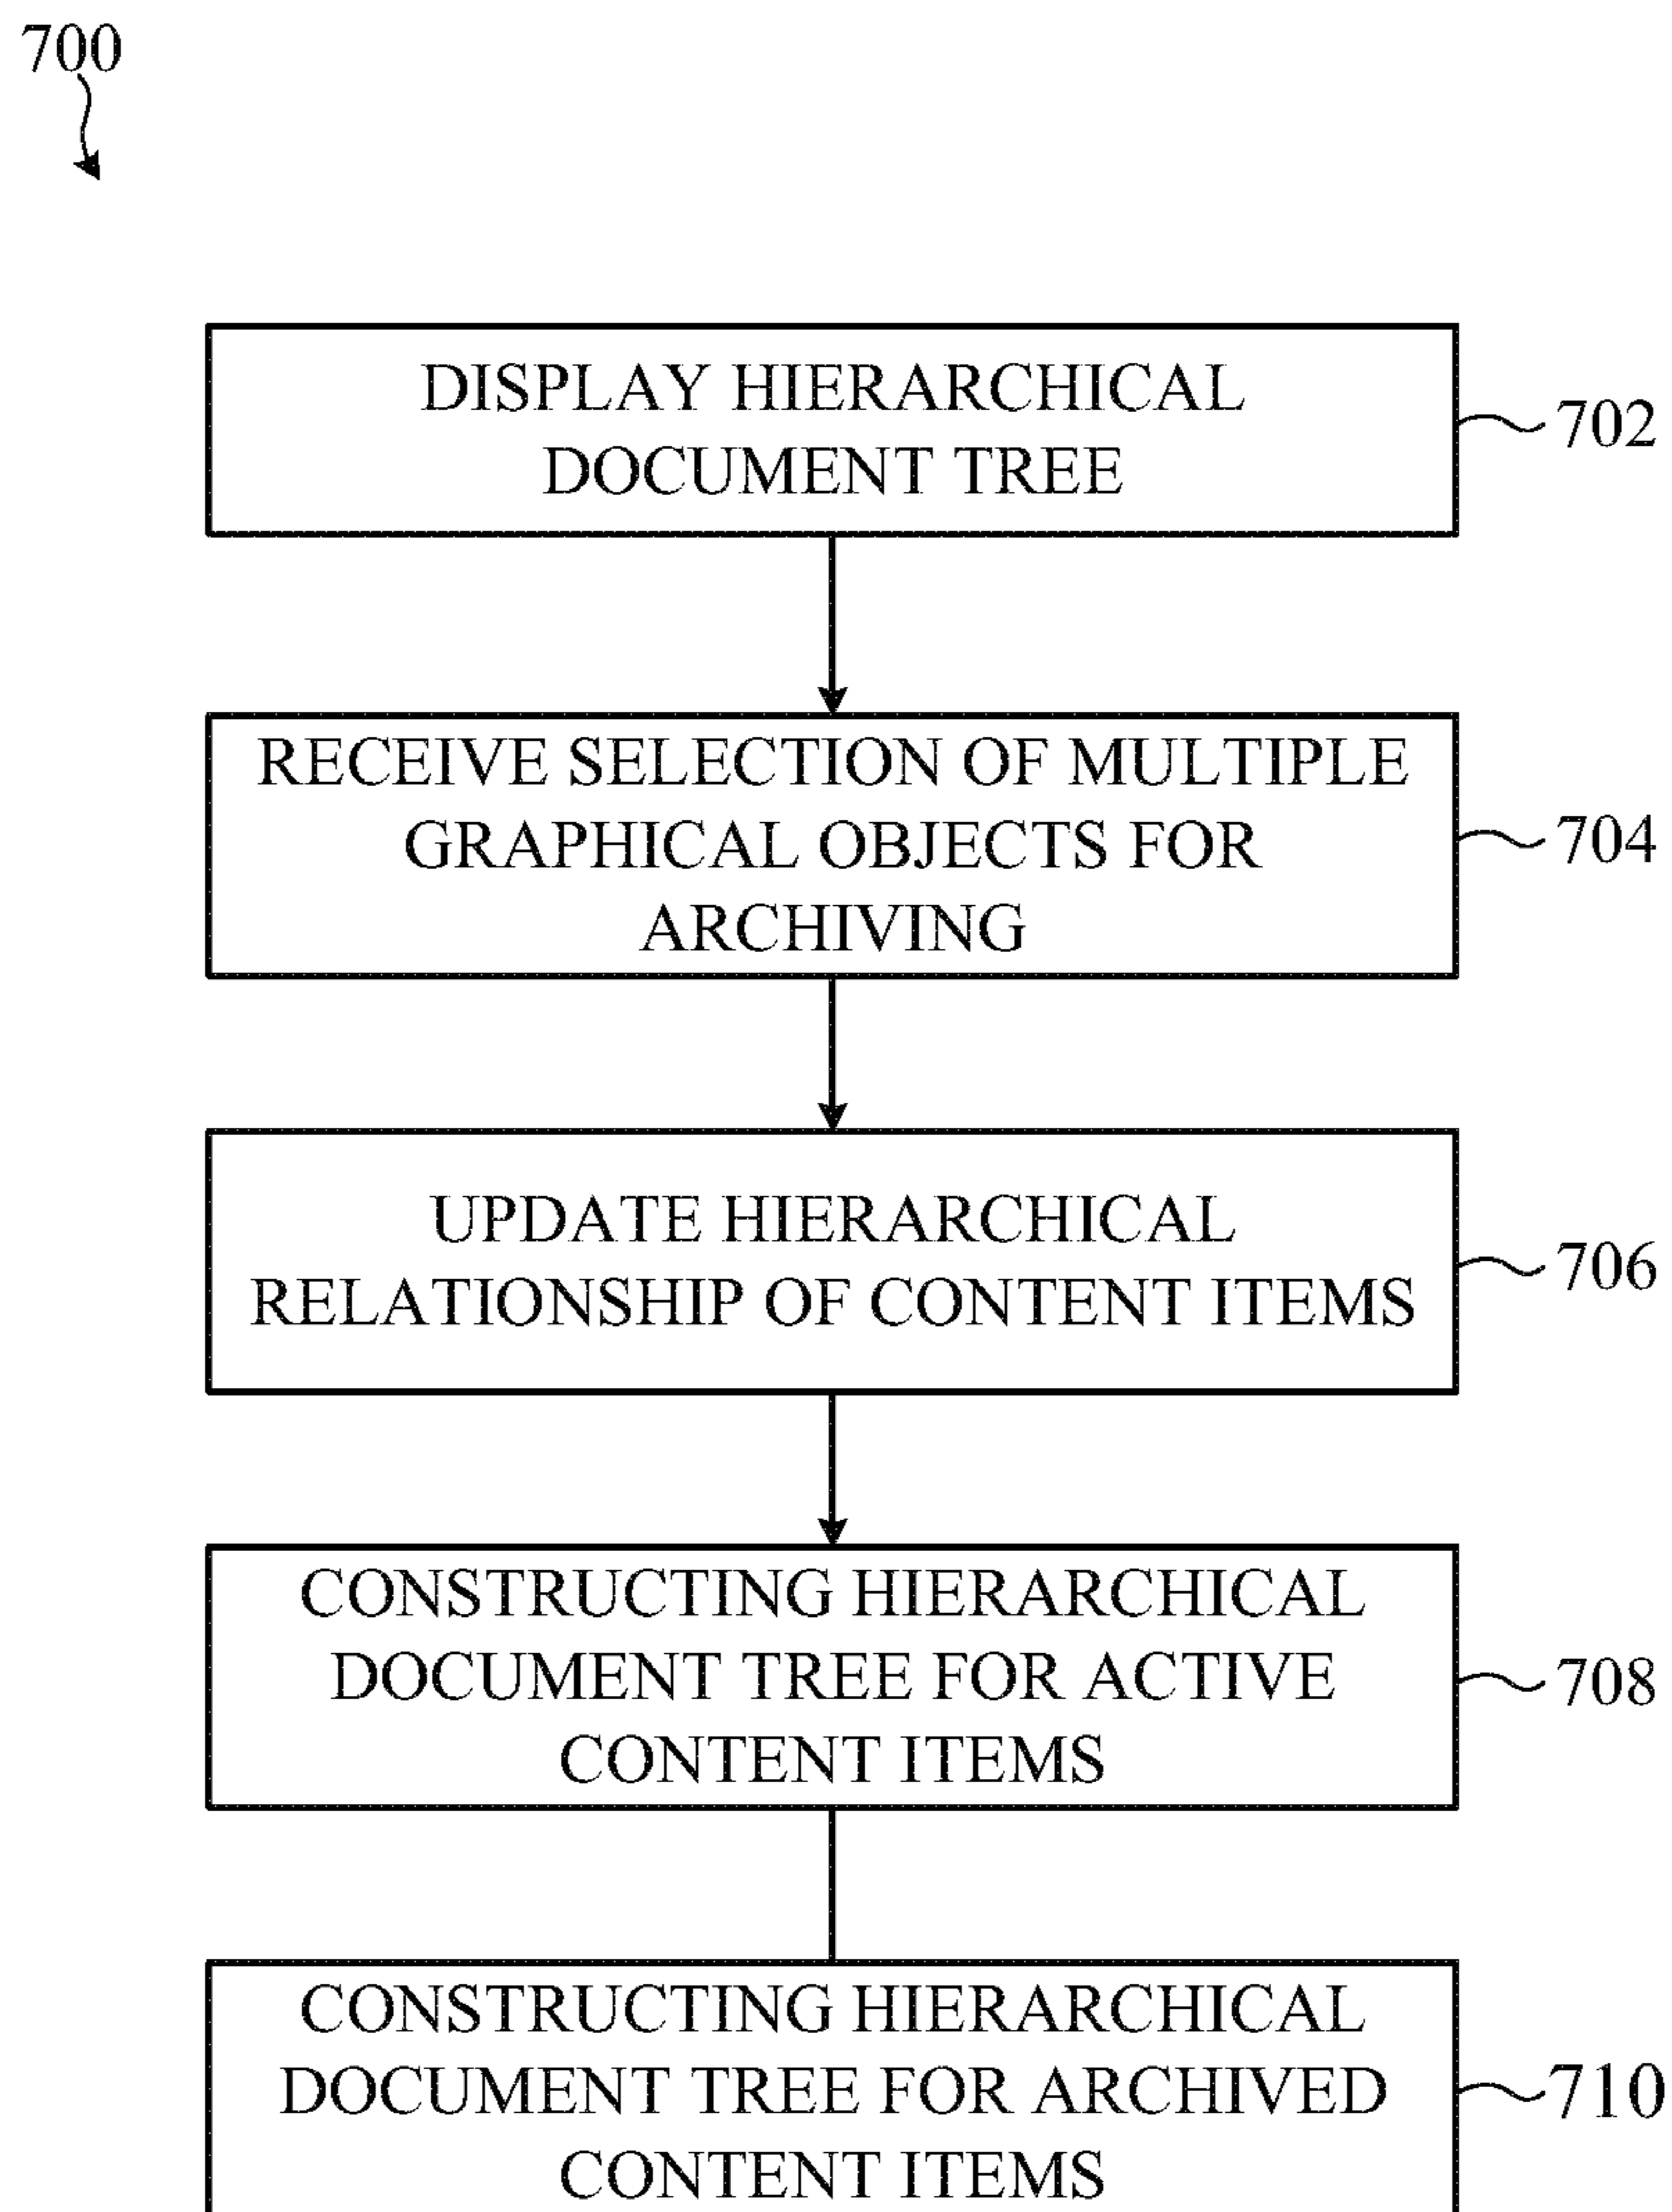 700
DISPLAY HIERARCHICAL
DOCUMENT TREE
702
RECEIVE SELECTION OF MULTIPLE
GRAPHICAL OBJECTS FOR
ARCHIVING
704
UPDATE HIERARCHICAL
RELATIONSHIP OF CONTENT ITEMS
706
CONSTRUCTING HIERARCHICAL
DOCUMENT TREE FOR ACTIVE
CONTENT ITEMS
708
CONSTRUCTING HIERARCHICAL
DOCUMENT TREE FOR ARCHIVED
CONTENT ITEMS
710